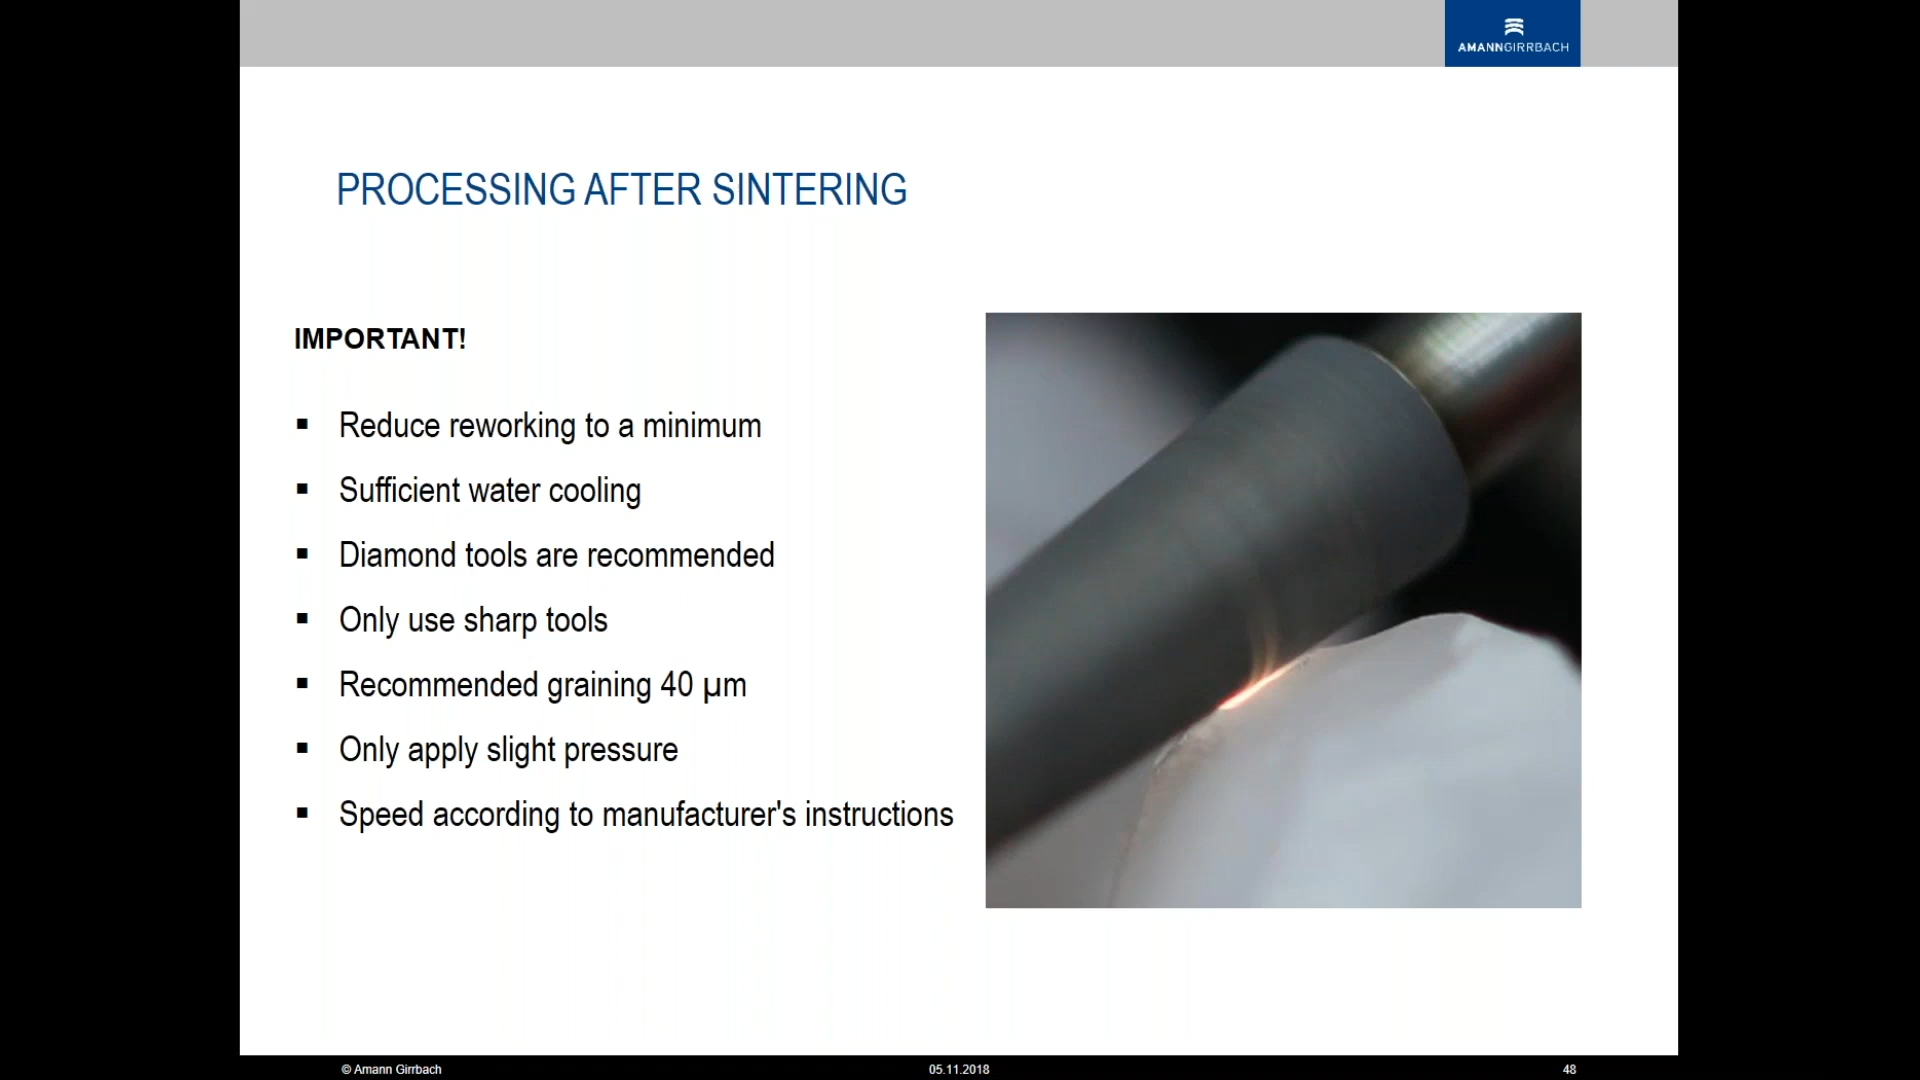 AMANNGIRRBACH
PROCESSING AFTER SINTERING
IMPORTANT!
▪ Reduce reworking to a minimum
▪ Sufficient water cooling
▪ Diamond tools are recommended
▪ Only use sharp tools
▪ Recommended graining 40 µm
▪ Only apply slight pressure
▪ Speed according to manufacturer's instructions
© Amann Girrbach 05.11.2018 48